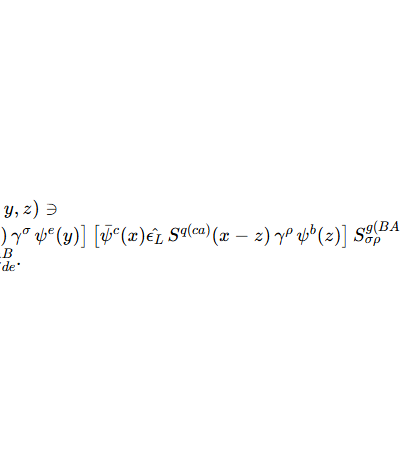 y, z) ∋
) γ^σ ψ^e(y)] [ψ̄^c(x)ϵ̂_L S^{q(ca)}(x − z) γ^ρ ψ^b(z)] S^{g(BA}_{σρ}
B
de.